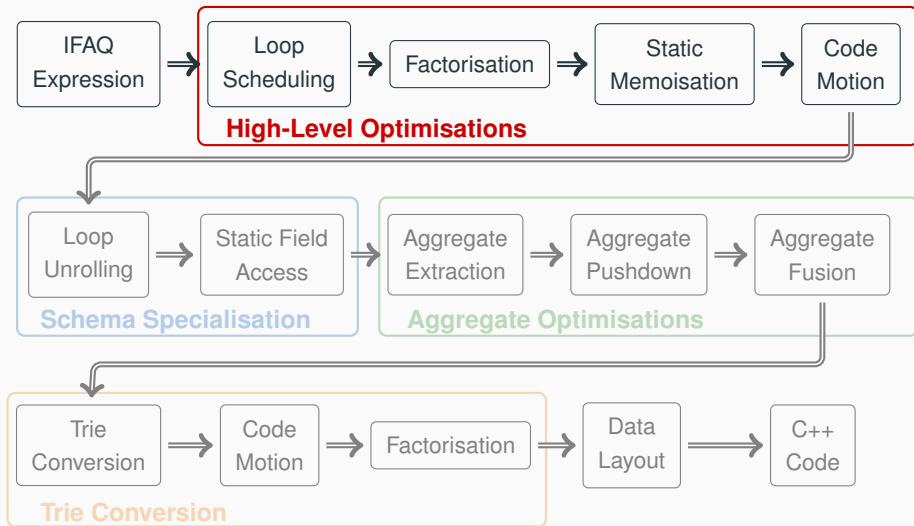 IFAQ
Expression
Loop
Scheduling
Factorisation
Static
Memoisation
Code
Motion
High-Level Optimisations
Loop
Unrolling
Static Field
Access
Aggregate
Extraction
Aggregate
Pushdown
Aggregate
Fusion
Schema Specialisation
Aggregate Optimisations
Trie
Conversion
Code
Motion
Factorisation
Data
Layout
C++
Code
Trie Conversion